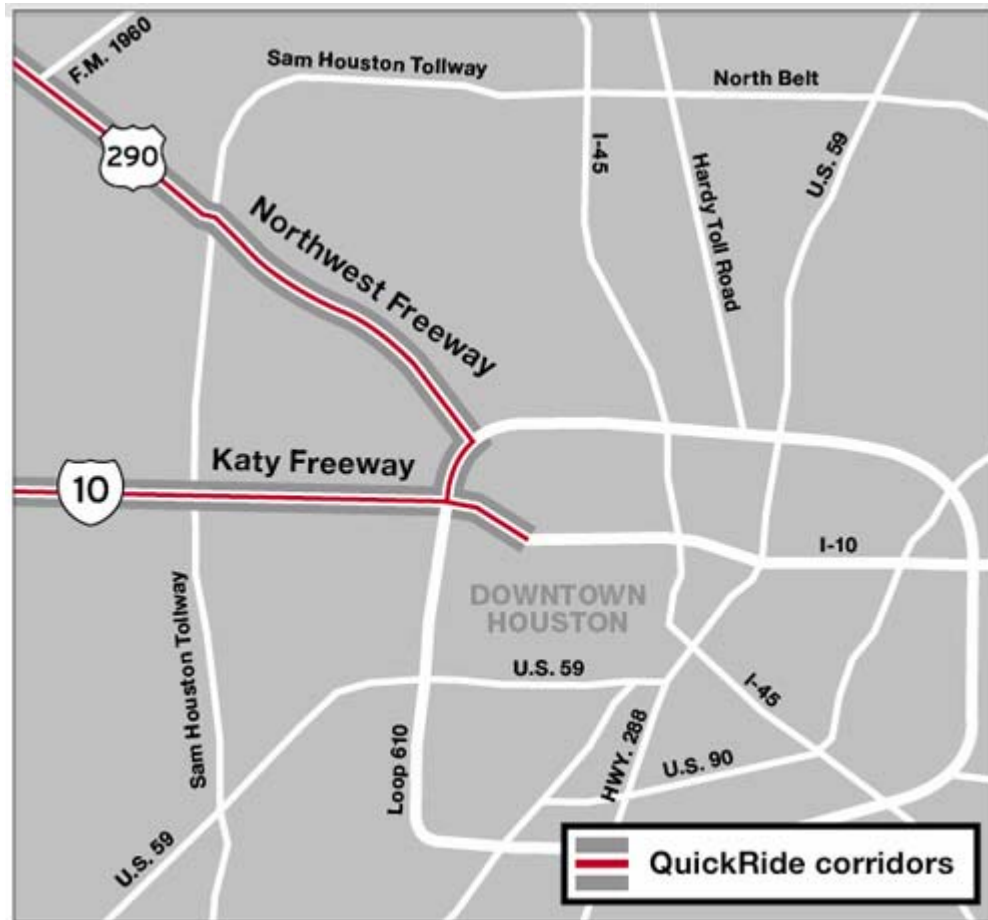 F.M. 1960
Sam Houston Tollway
North Belt
290
I-45
Hardy Toll Road
U.S. 59
Northwest Freeway
Katy Freeway
10
I-10
DOWNTOWN
HOUSTON
Sam Houston Tollway
U.S. 59
I-45
Loop 610
HWY. 288
U.S. 90
U.S. 59
QuickRide corridors